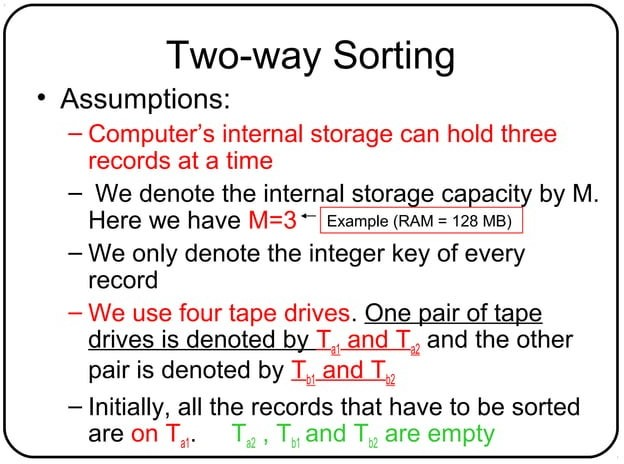 Two-way Sorting
• Assumptions:
– Computer’s internal storage can hold three
records at a time
– We denote the internal storage capacity by M.
Here we have M=3 ← Example (RAM = 128 MB)
– We only denote the integer key of every
record
– We use four tape drives. One pair of tape
drives is denoted by Ta1 and Ta2 and the other
pair is denoted by Tb1 and Tb2
– Initially, all the records that have to be sorted
are on Ta1. Ta2 , Tb1 and Tb2 are empty